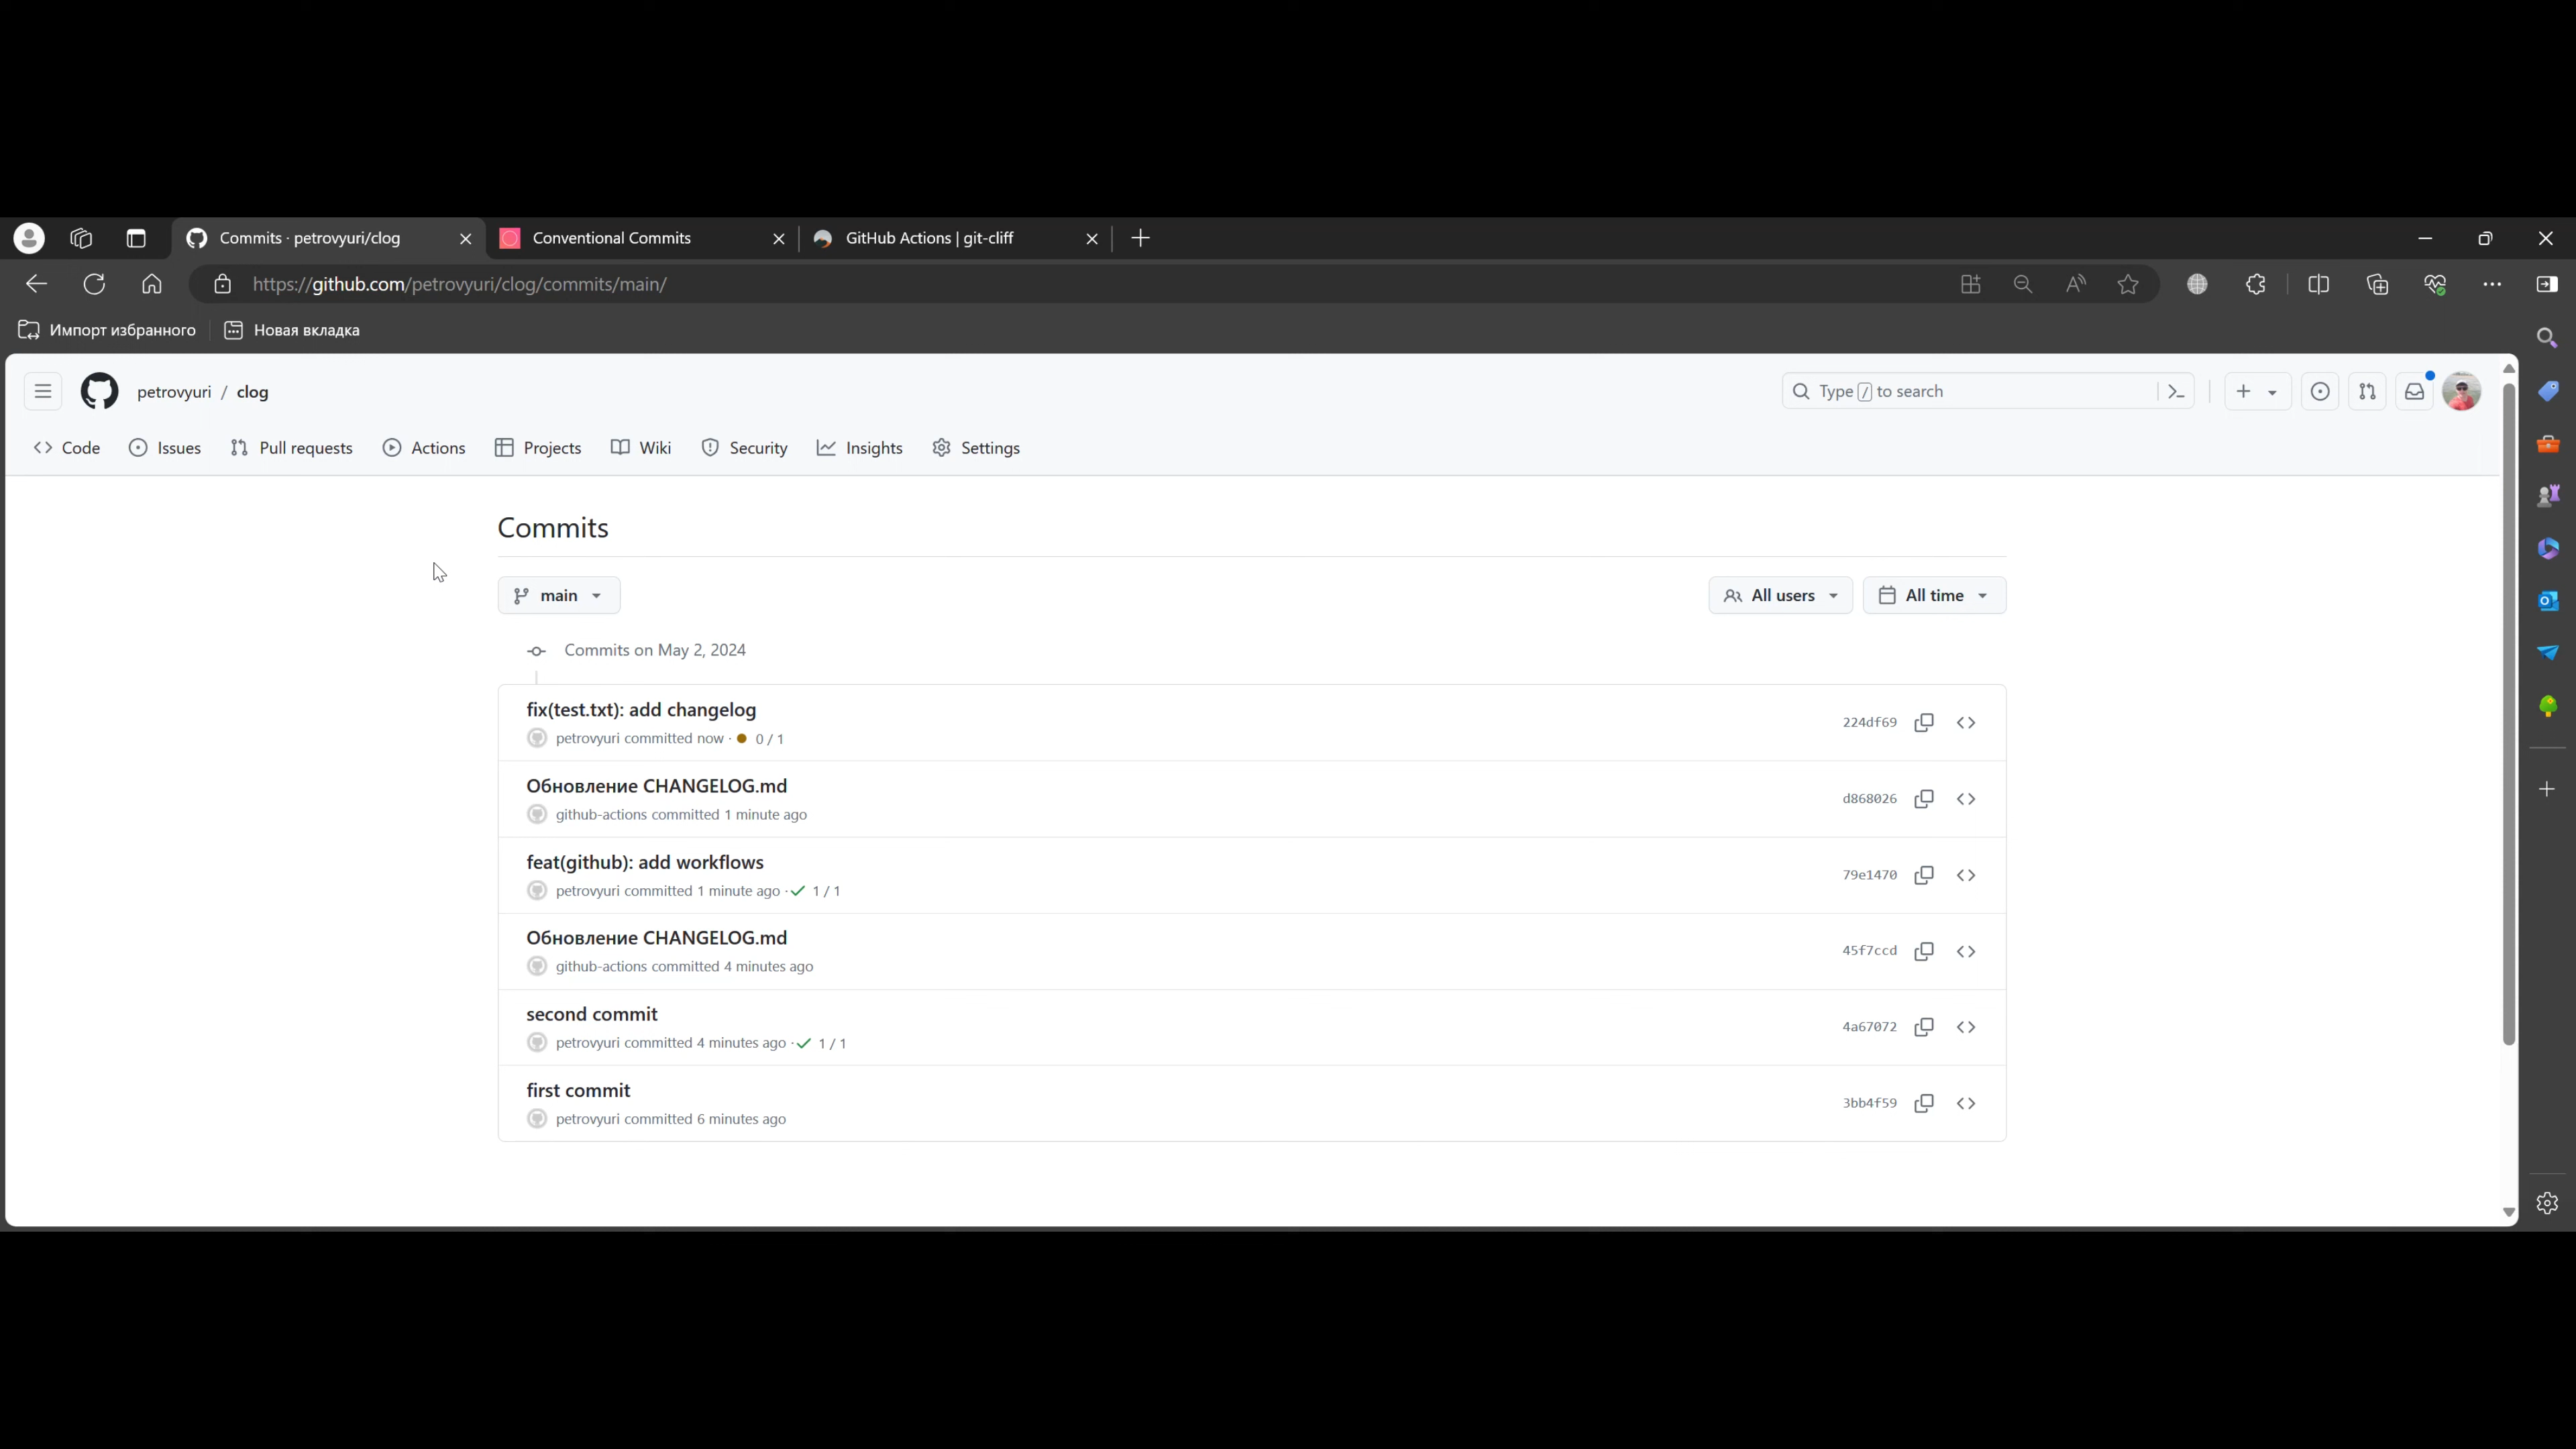 Commits · petrovyuri/clog
Conventional Commits
GitHub Actions | git-cliff
https://github.com/petrovyuri/clog/commits/main/
Импорт избранного
Новая вкладка
petrovyuri / clog
Type / to search
Code
Issues
Pull requests
Actions
Projects
Wiki
Security
Insights
Settings
Commits
main
All users
All time
Commits on May 2, 2024
fix(test.txt): add changelog
petrovyuri committed now · 0 / 1
224df69
Обновление CHANGELOG.md
github-actions committed 1 minute ago
d868026
feat(github): add workflows
petrovyuri committed 1 minute ago · 1 / 1
79e1470
Обновление CHANGELOG.md
github-actions committed 4 minutes ago
45f7ccd
second commit
petrovyuri committed 4 minutes ago · 1 / 1
4a67072
first commit
petrovyuri committed 6 minutes ago
3bb4f59